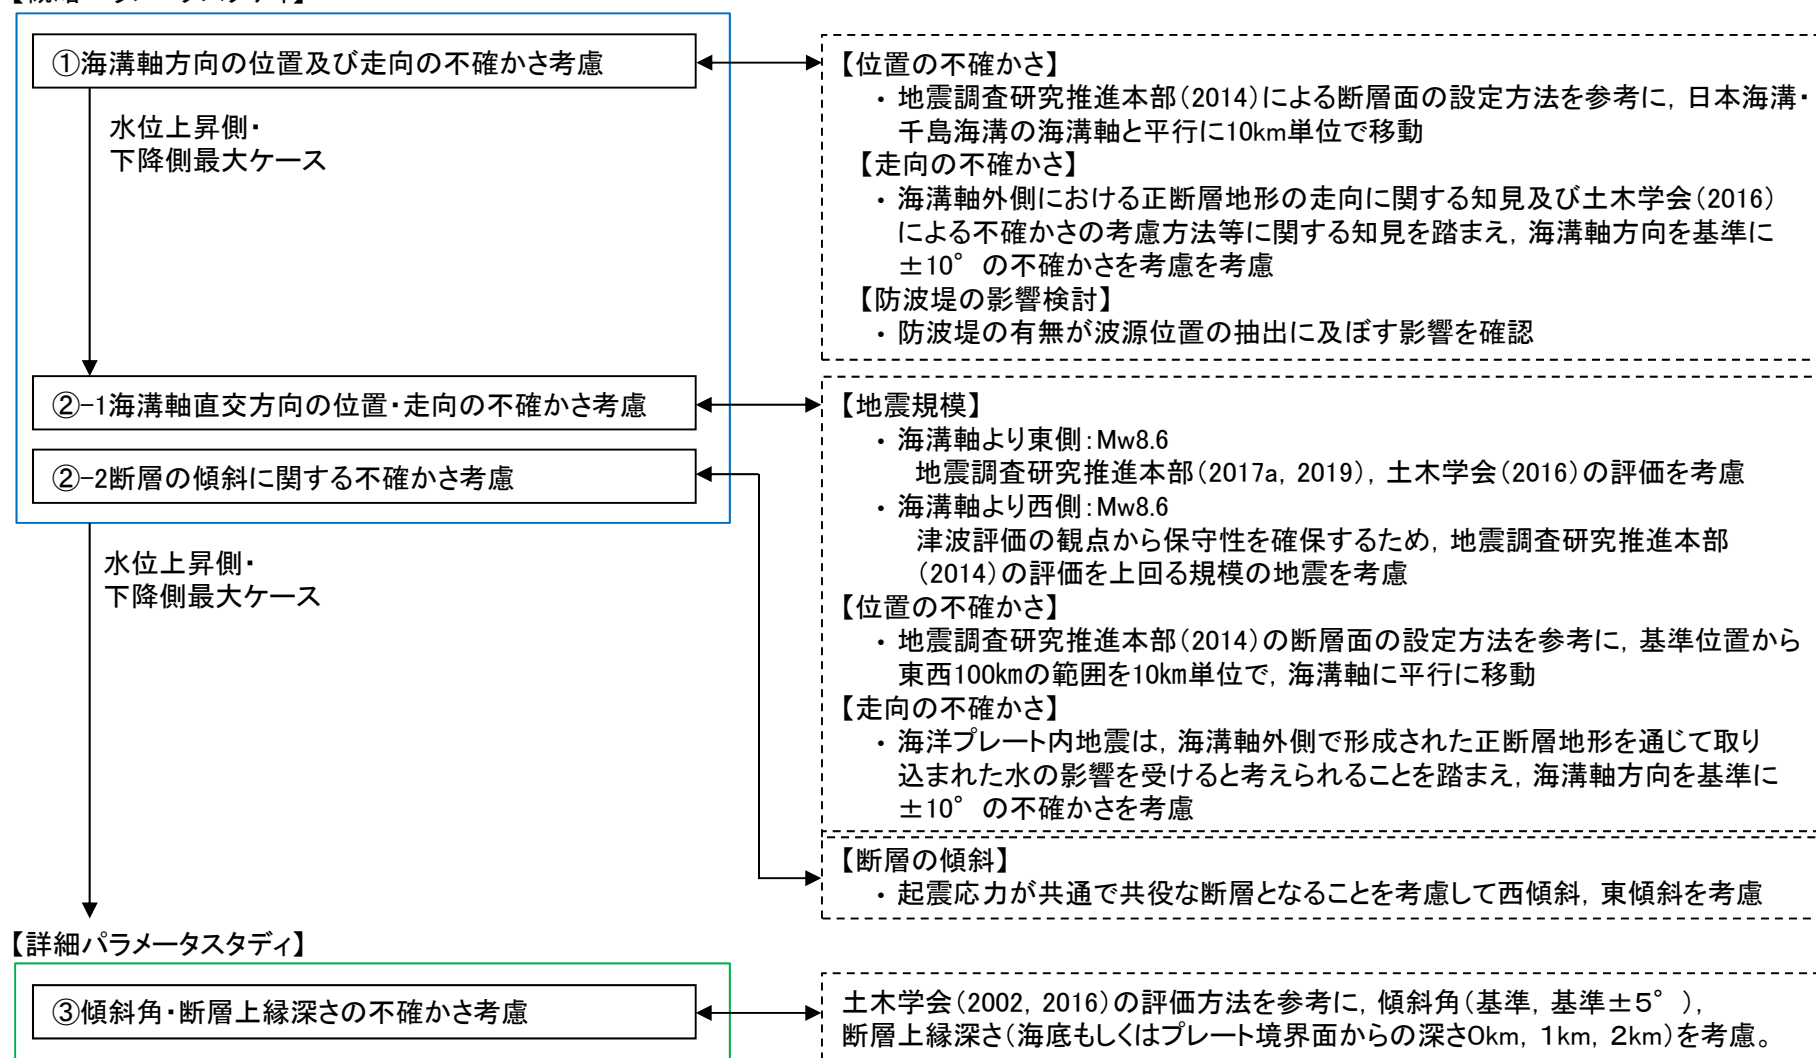 ①海溝軸方向の位置及び走向の不確かさ考慮
水位上昇側・
下降側最大ケース
【位置の不確かさ】
・ 地震調査研究推進本部(2014)による断層面の設定方法を参考に, 日本海溝・
千島海溝の海溝軸と平行に10km単位で移動
【走向の不確かさ】
・ 海溝軸外側における正断層地形の走向に関する知見及び土木学会(2016)
による不確かさの考慮方法等に関する知見を踏まえ, 海溝軸方向を基準に
±10°の不確かさを考慮を考慮
【防波堤の影響検討】
・ 防波堤の有無が波源位置の抽出に及ぼす影響を確認
②-1海溝軸直交方向の位置・走向の不確かさ考慮
②-2断層の傾斜に関する不確かさ考慮
水位上昇側・
下降側最大ケース
【地震規模】
・ 海溝軸より東側:Mw8.6
地震調査研究推進本部(2017a, 2019), 土木学会(2016)の評価を考慮
・ 海溝軸より西側:Mw8.6
津波評価の観点から保守性を確保するため, 地震調査研究推進本部
(2014)の評価を上回る規模の地震を考慮
【位置の不確かさ】
・ 地震調査研究推進本部(2014)の断層面の設定方法を参考に, 基準位置から
東西100kmの範囲を10km単位で, 海溝軸に平行に移動
【走向の不確かさ】
・ 海洋プレート内地震は, 海溝軸外側で形成された正断層地形を通じて取り
込まれた水の影響を受けると考えられることを踏まえ, 海溝軸方向を基準に
±10°の不確かさを考慮
【断層の傾斜】
・ 起震応力が共通で共役な断層となることを考慮して西傾斜, 東傾斜を考慮
【詳細パラメータスタディ】
③傾斜角・断層上縁深さの不確かさ考慮
土木学会(2002, 2016)の評価方法を参考に, 傾斜角(基準, 基準±5°),
断層上縁深さ(海底もしくはプレート境界面からの深さ0km, 1km, 2km)を考慮。